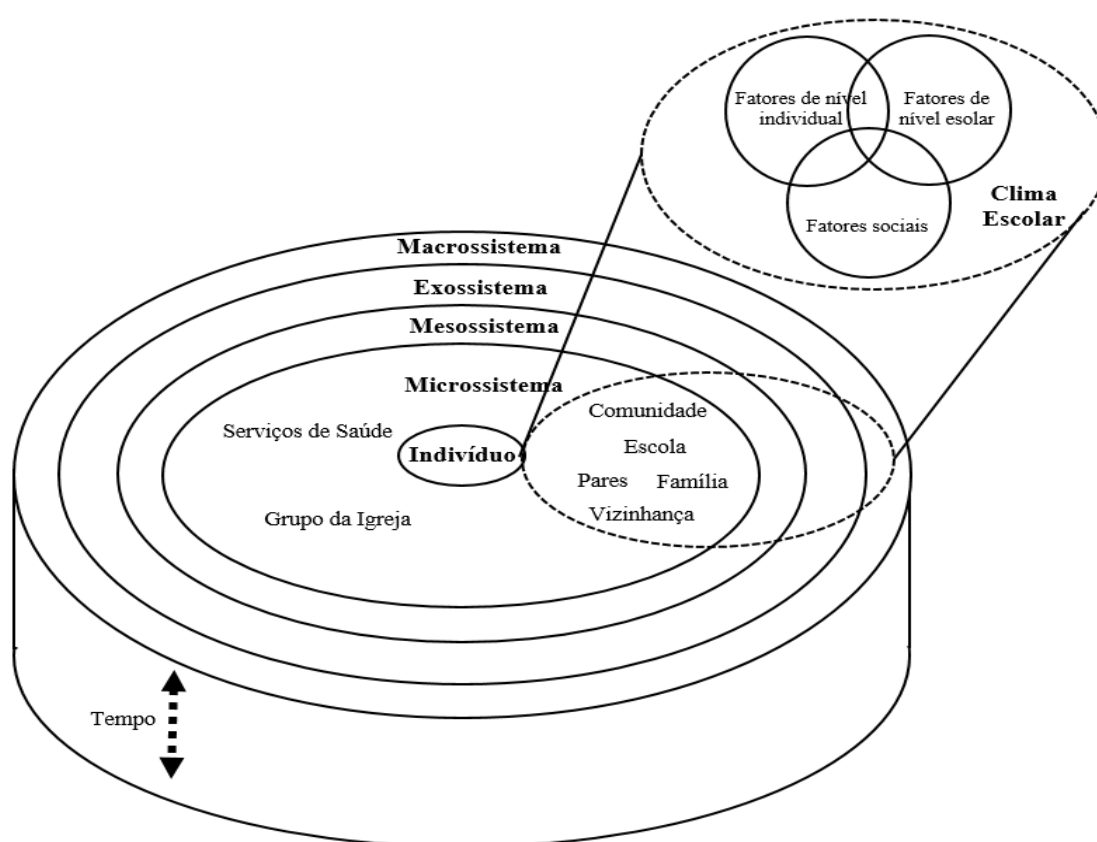 Fatores de nível
individual
Fatores de
nível esolar
Clima
Escolar
Fatores sociais
Macrossistema
Exossistema
Mesossistema
Microssistema
Comunidade
Serviços de Saúde
Escola
Indivíduo
Pares
Família
Vizinhança
Grupo da Igreja
Tempo